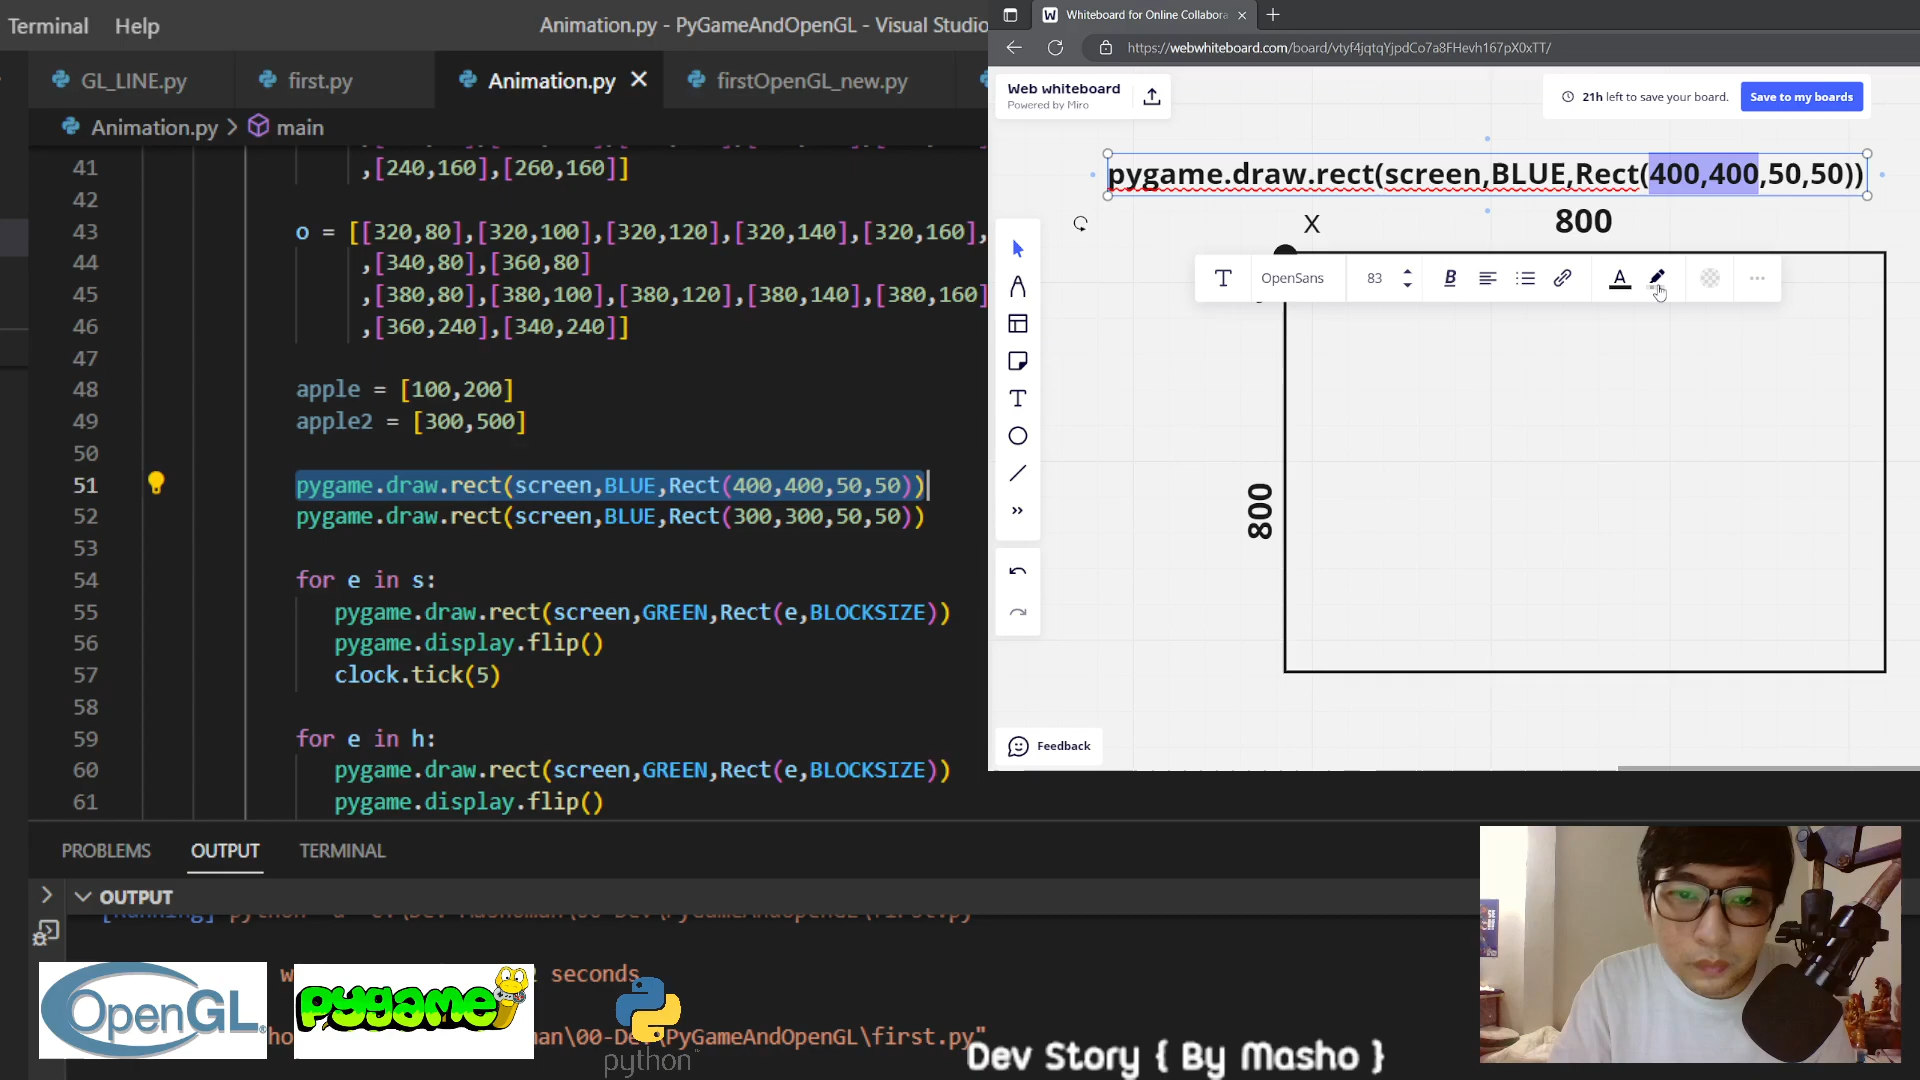 Terminal Help Animation.py - PyGameAndOpenGL - Visual Studio
GL_LINE.py first.py Animation.py firstOpenGL_new.py
Animation.py > main
41 ,[240,160],[260,160]]
42
43 o = [[320,80],[320,100],[320,120],[320,140],[320,160],
44 ,[340,80],[360,80]
45 ,[380,80],[380,100],[380,120],[380,140],[380,160]
46 ,[360,240],[340,240]]
47
48 apple = [100,200]
49 apple2 = [300,500]
50
51 pygame.draw.rect(screen,BLUE,Rect(400,400,50,50))
52 pygame.draw.rect(screen,BLUE,Rect(300,300,50,50))
53
54 for e in s:
55 pygame.draw.rect(screen,GREEN,Rect(e,BLOCKSIZE))
56 pygame.display.flip()
57 clock.tick(5)
58
59 for e in h:
60 pygame.draw.rect(screen,GREEN,Rect(e,BLOCKSIZE))
61 pygame.display.flip()
PROBLEMS OUTPUT TERMINAL
OUTPUT
seconds
\PyGameAndOpenGL\first.py"
OpenGL
pygame
python
Dev Story { By Masho }
Whiteboard for Online Collabora
https://webwhiteboard.com/board/vtyf4jqtqYjpdCo7a8FHevh167pX0xTT/
Web whiteboard
Powered by Miro
21h left to save your board. Save to my boards
pygame.draw.rect(screen,BLUE,Rect(400,400,50,50))
X 800
OpenSans 83
800
Feedback